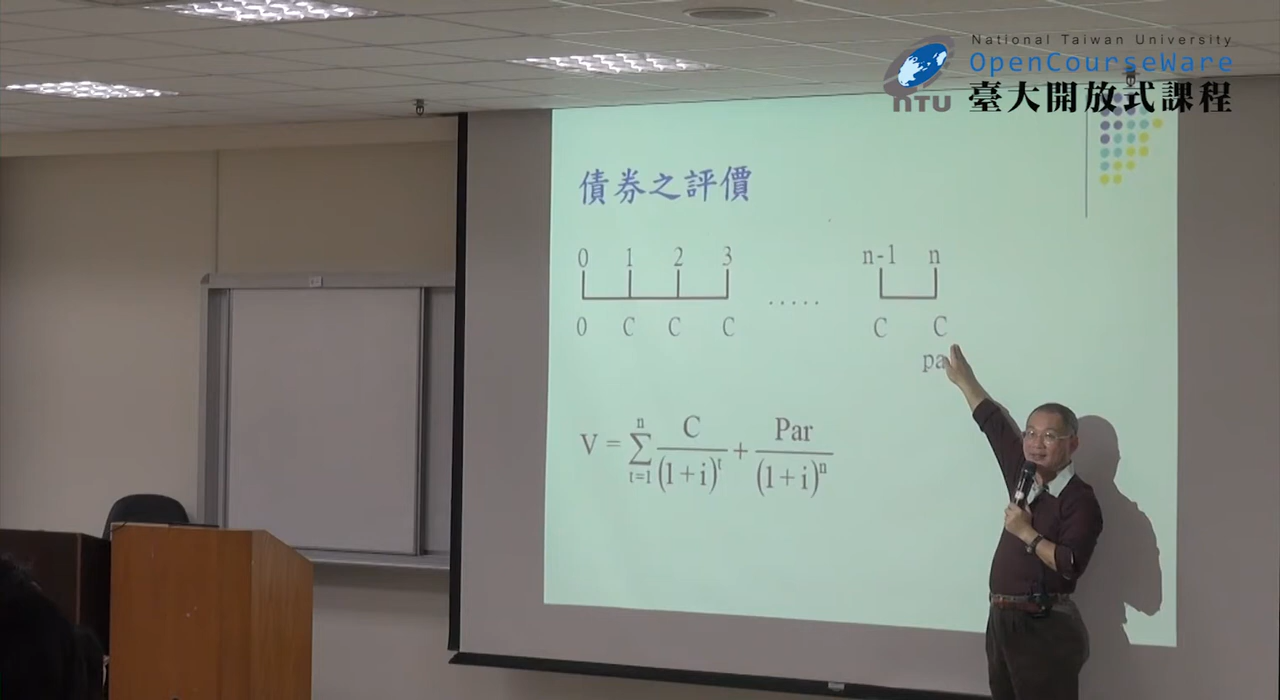 National Taiwan University
OpenCourseWare
NTU 臺大開放式課程
債券之評價
0 1 2 3 n-1 n
.....
0 C C C C C
pa
V = n∑t=1 C/(1+i)^t + Par/(1+i)^n